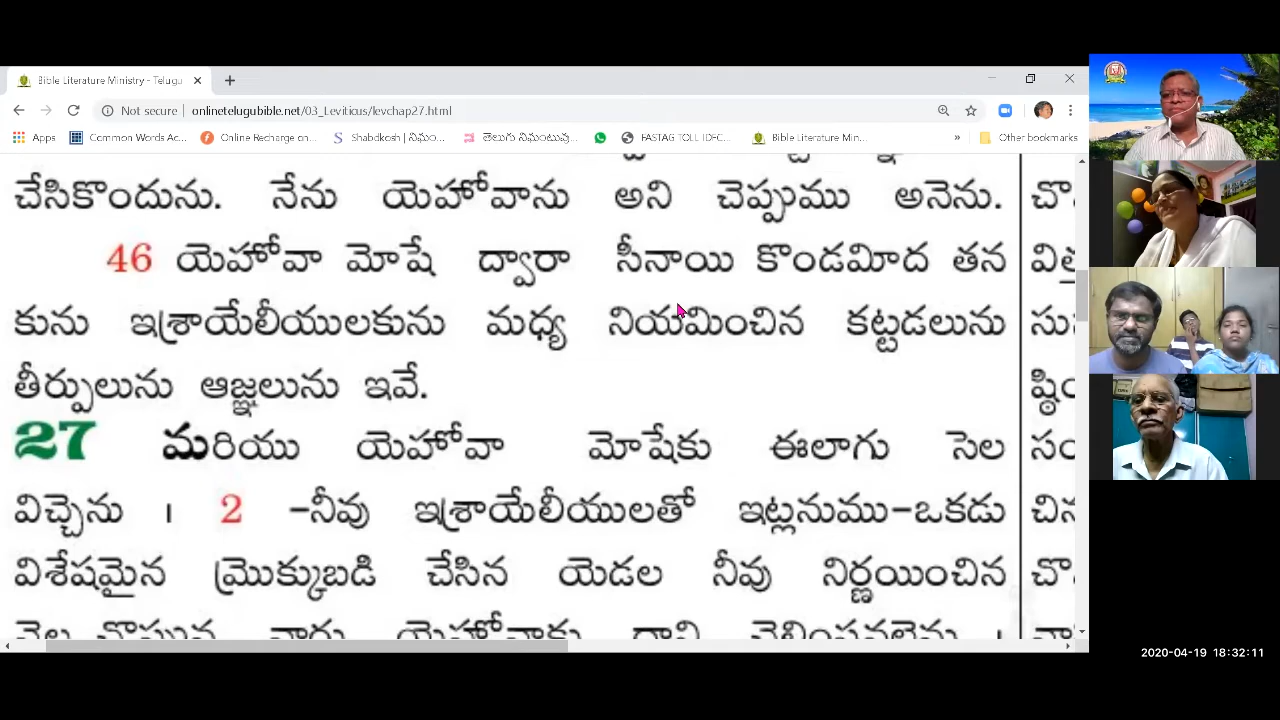 Bible Literature Ministry - Telugu
Not secure | onlinetelugubible.net/03_Leviticus/levchap27.html
Apps Common Words Ac... Online Recharge an... Shabdkosh | నిఘం... తెలుగు నిఘంటువు... FASTAG TOLL IDFC... Bible Literature Min... » Other bookmarks
చేసికొందును. నేను యెహోవాను అని చెప్పుము అనెను.
46 యెహోవా మోషే ద్వారా సీనాయి కొండమీద తన
కును ఇశ్రాయేలీయులకును మధ్య నియమించిన కట్టడలును
తీర్పులును ఆజ్ఞలును ఇవే.
27 మరియు యెహోవా మోషేకు ఈలాగు సెల
విచ్చెను । 2 -నీవు ఇశ్రాయేలీయులతో ఇట్లనుము-ఒకడు
విశేషమైన మ్రొక్కుబడి చేసిన యెడల నీవు నిర్ణయించిన
2020-04-19 18:32:11